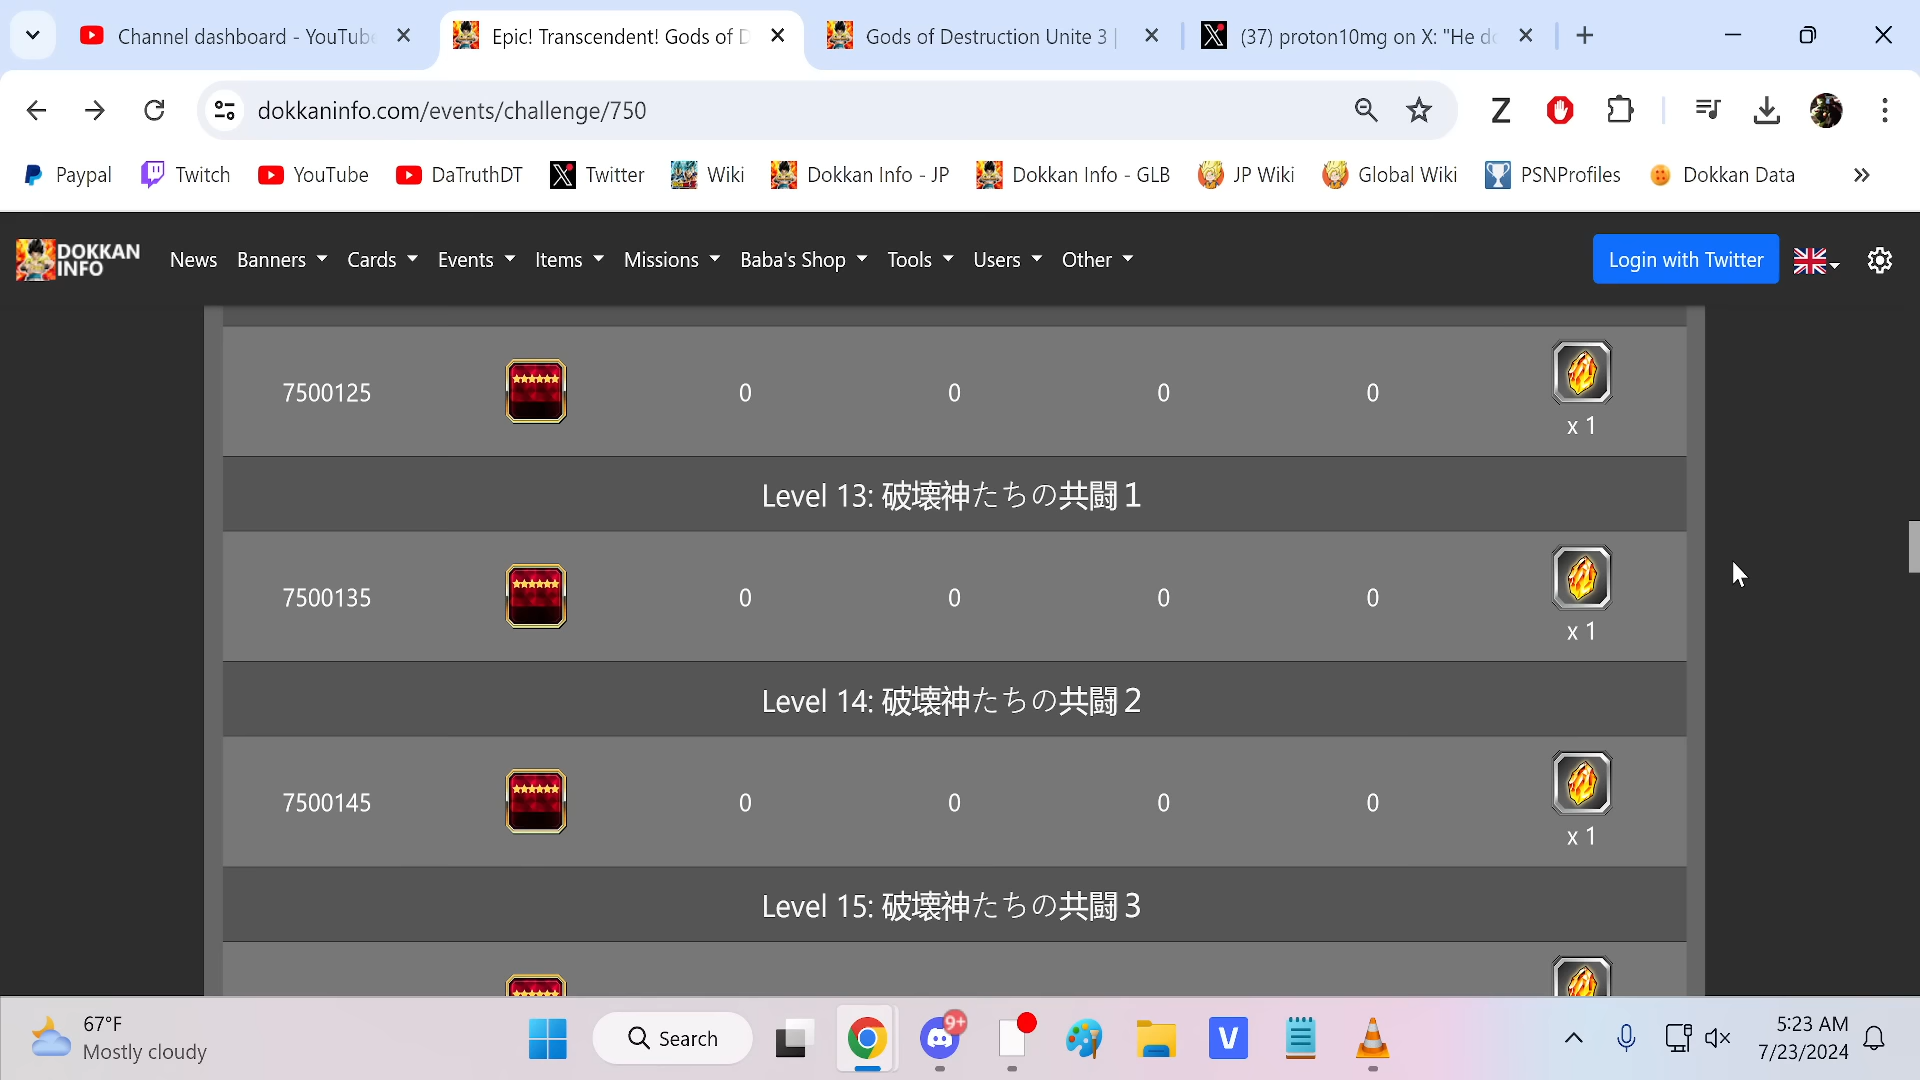 Channel dashboard - YouTube
Epic! Transcendent! Gods of D
Gods of Destruction Unite 3 |
(37) proton10mg on X: "He do
dokkaninfo.com/events/challenge/750
Z
Paypal
Twitch
YouTube
DaTruthDT
Twitter
Wiki
Dokkan Info - JP
Dokkan Info - GLB
JP Wiki
Global Wiki
PSNProfiles
Dokkan Data
»
DOKKAN
INFO
News Banners Cards Events Items Missions Baba's Shop Tools Users Other
Login with Twitter
7500125 0 0 0 0
x 1
Level 13: 破壊神たちの共闘1
7500135 0 0 0 0
x 1
Level 14: 破壊神たちの共闘2
7500145 0 0 0 0
x 1
Level 15: 破壊神たちの共闘3
67°F
Mostly cloudy
Search
9+
V
5:23 AM
7/23/2024